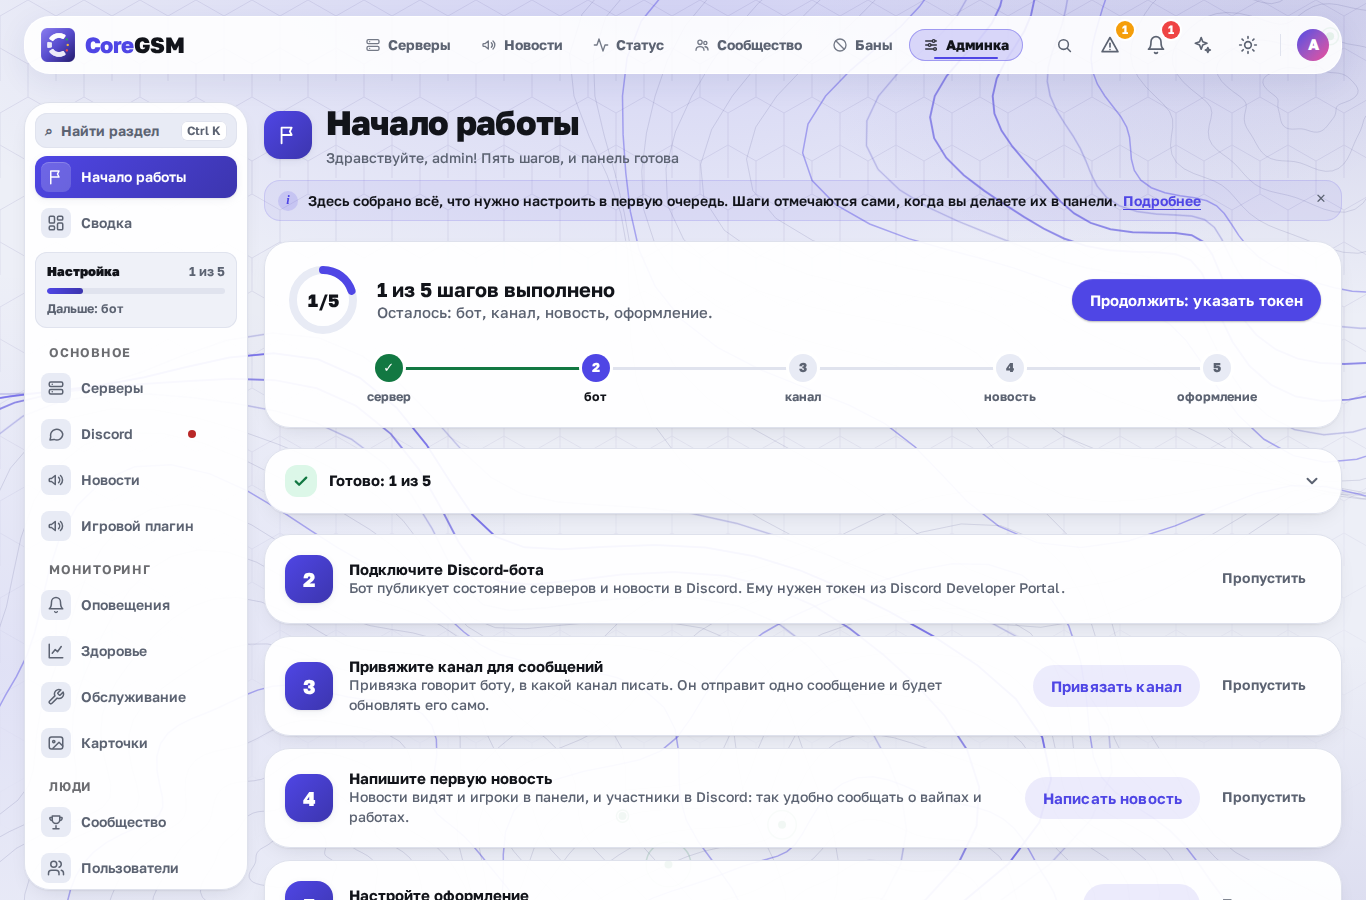 CoreGSM
Серверы
Новости
Статус
Сообщество
Баны
Админка
1
1
A
Найти раздел
Ctrl K
Начало работы
Сводка
Настройка
1 из 5
Дальше: бот
ОСНОВНОЕ
Серверы
Discord
Новости
Игровой плагин
МОНИТОРИНГ
Оповещения
Здоровье
Обслуживание
Карточки
ЛЮДИ
Сообщество
Пользователи
Начало работы
Здравствуйте, admin! Пять шагов, и панель готова
i
Здесь собрано всё, что нужно настроить в первую очередь. Шаги отмечаются сами, когда вы делаете их в панели. Подробнее
1/5
1 из 5 шагов выполнено
Осталось: бот, канал, новость, оформление.
Продолжить: указать токен
2
3
4
5
сервер
бот
канал
новость
оформление
Готово: 1 из 5
2
Подключите Discord-бота
Бот публикует состояние серверов и новости в Discord. Ему нужен токен из Discord Developer Portal.
Пропустить
3
Привяжите канал для сообщений
Привязка говорит боту, в какой канал писать. Он отправит одно сообщение и будет
обновлять его само.
Привязать канал
Пропустить
4
Напишите первую новость
Новости видят и игроки в панели, и участники в Discord: так удобно сообщать о вайпах и
работах.
Написать новость
Пропустить
Настройте оформление